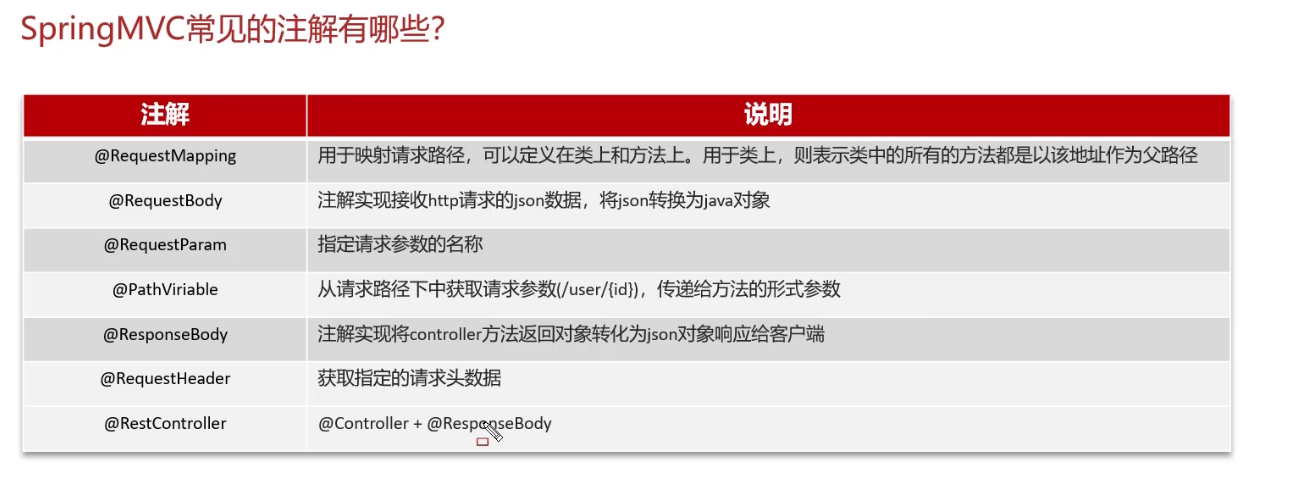 SpringMVC常见的注解有哪些?
注解 说明
@RequestMapping 用于映射请求路径，可以定义在类上和方法上。用于类上，则表示类中的所有的方法都是以该地址作为父路径
@RequestBody 注解实现接收http请求的json数据，将json转换为java对象
@RequestParam 指定请求参数的名称
@PathViriable 从请求路径下中获取请求参数(/user/{id})，传递给方法的形式参数
@ResponseBody 注解实现将controller方法返回对象转化为json对象响应给客户端
@RequestHeader 获取指定的请求头数据
@RestController @Controller + @ResponseBody